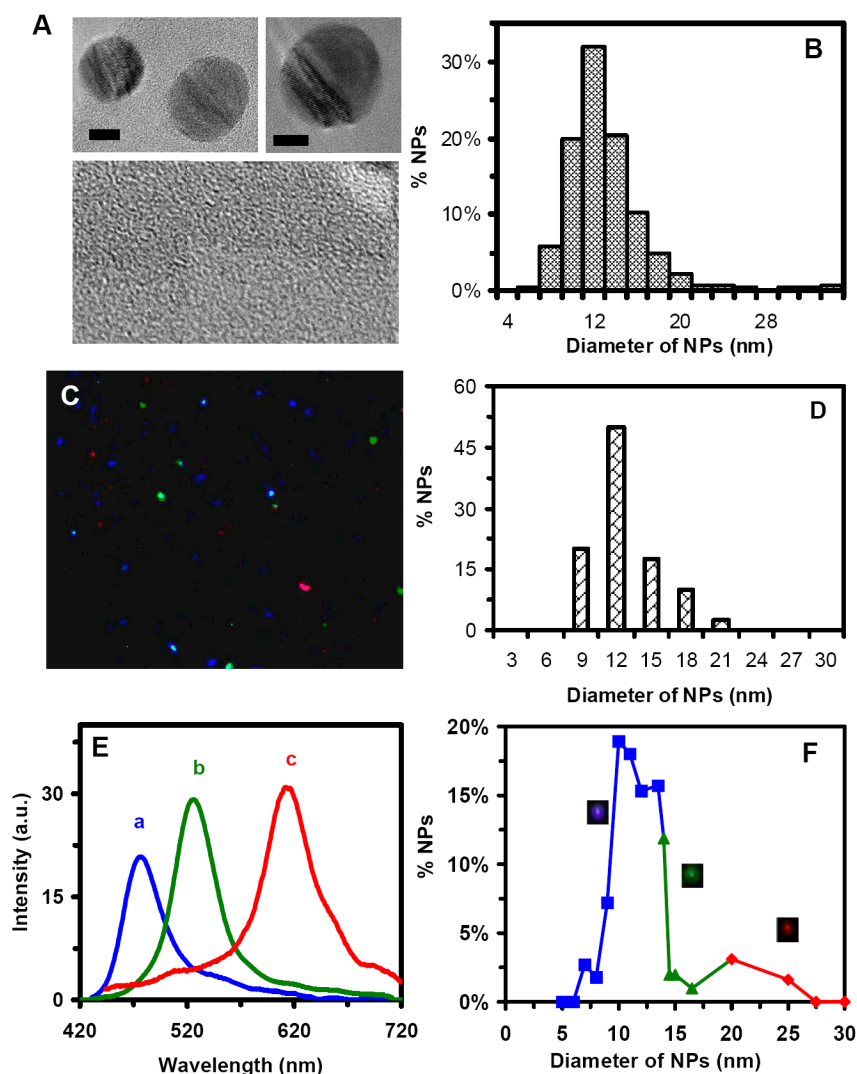 A
B
30%
20%
10%
0%
% NPs
4 12 20 28
Diameter of NPs (nm)
C
D
60
45
30
15
0
% NPs
3 6 9 12 15 18 21 24 27 30
Diameter of NPs (nm)
E
a
b
c
30
15
0
Intensity (a.u.)
420 520 620 720
Wavelength (nm)
F
20%
15%
10%
5%
0%
% NPs
0 5 10 15 20 25 30
Diameter of NPs (nm)